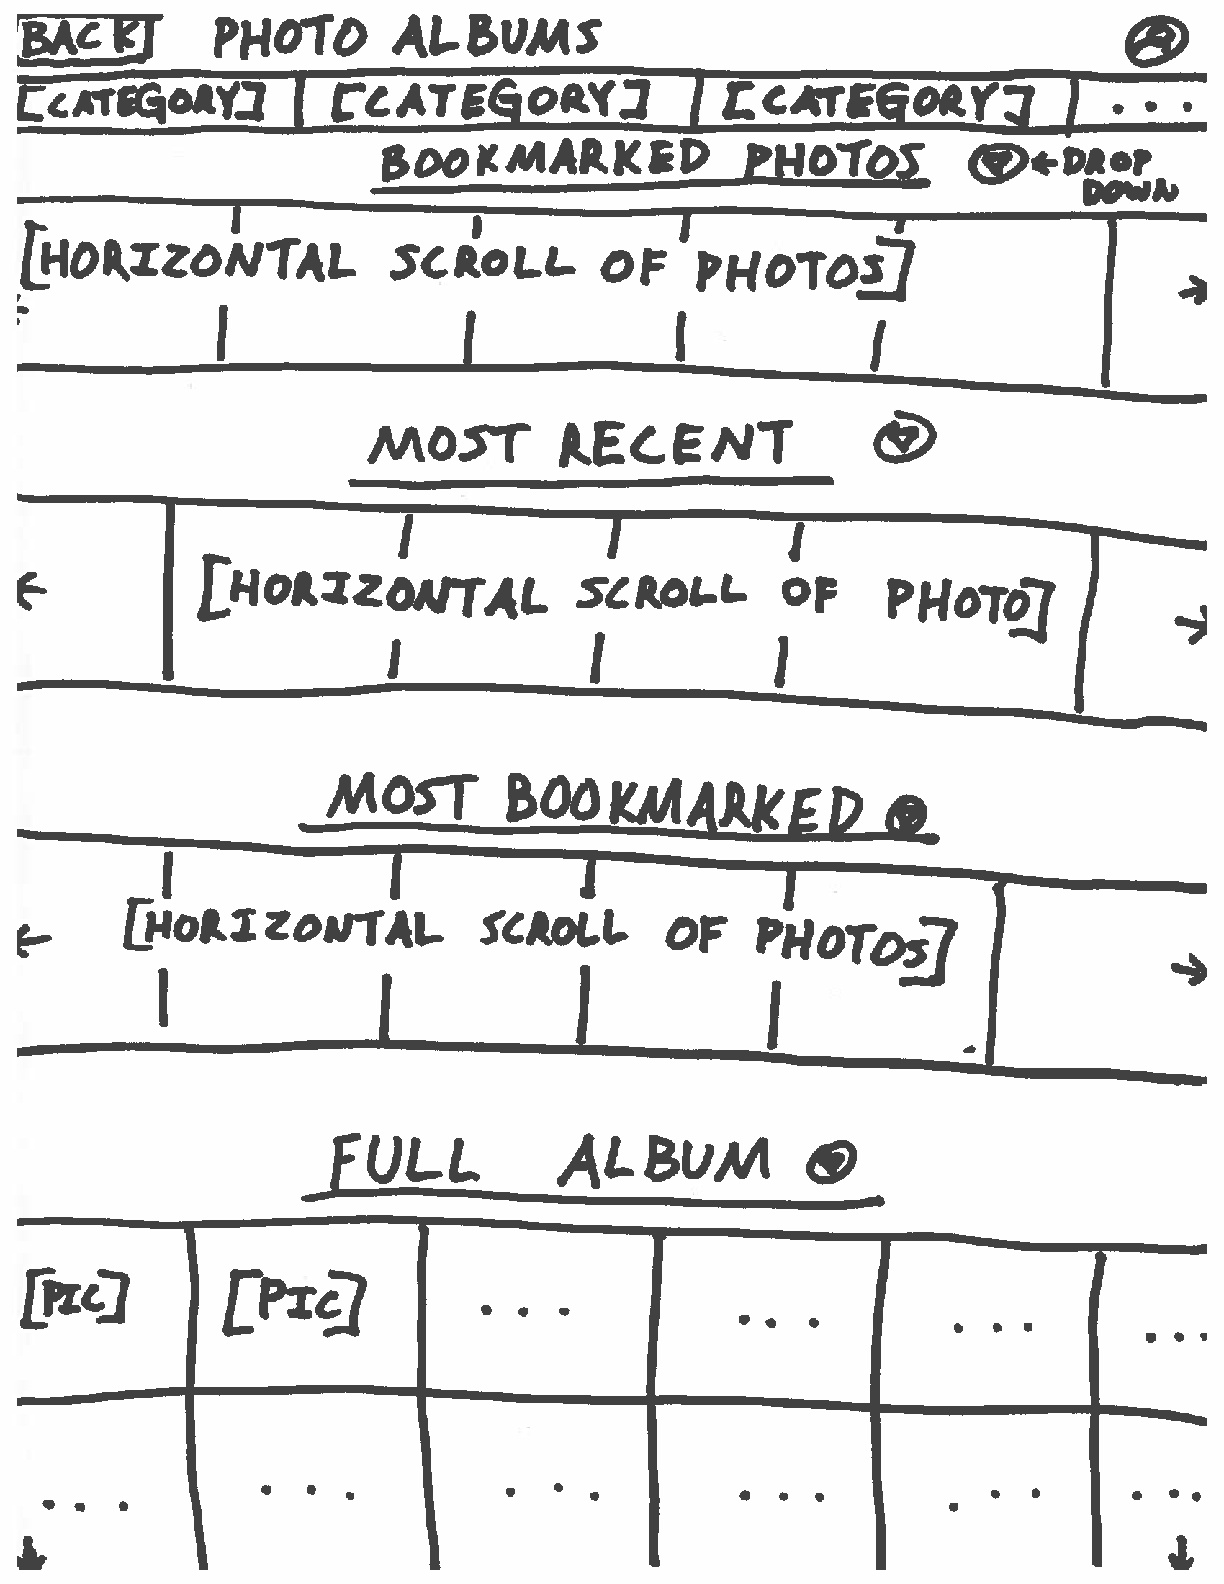 BACK PHOTO ALBUMS
[CATEGORY] [CATEGORY] [CATEGORY] ...
BOOKMARKED PHOTOS ← DROP DOWN
[HORIZONTAL SCROLL OF PHOTOS]
MOST RECENT
[HORIZONTAL SCROLL OF PHOTO]
MOST BOOKMARKED
[HORIZONTAL SCROLL OF PHOTOS]
FULL ALBUM
[PIC] [PIC] ... ... ... ...
... ... ... ... ... ...